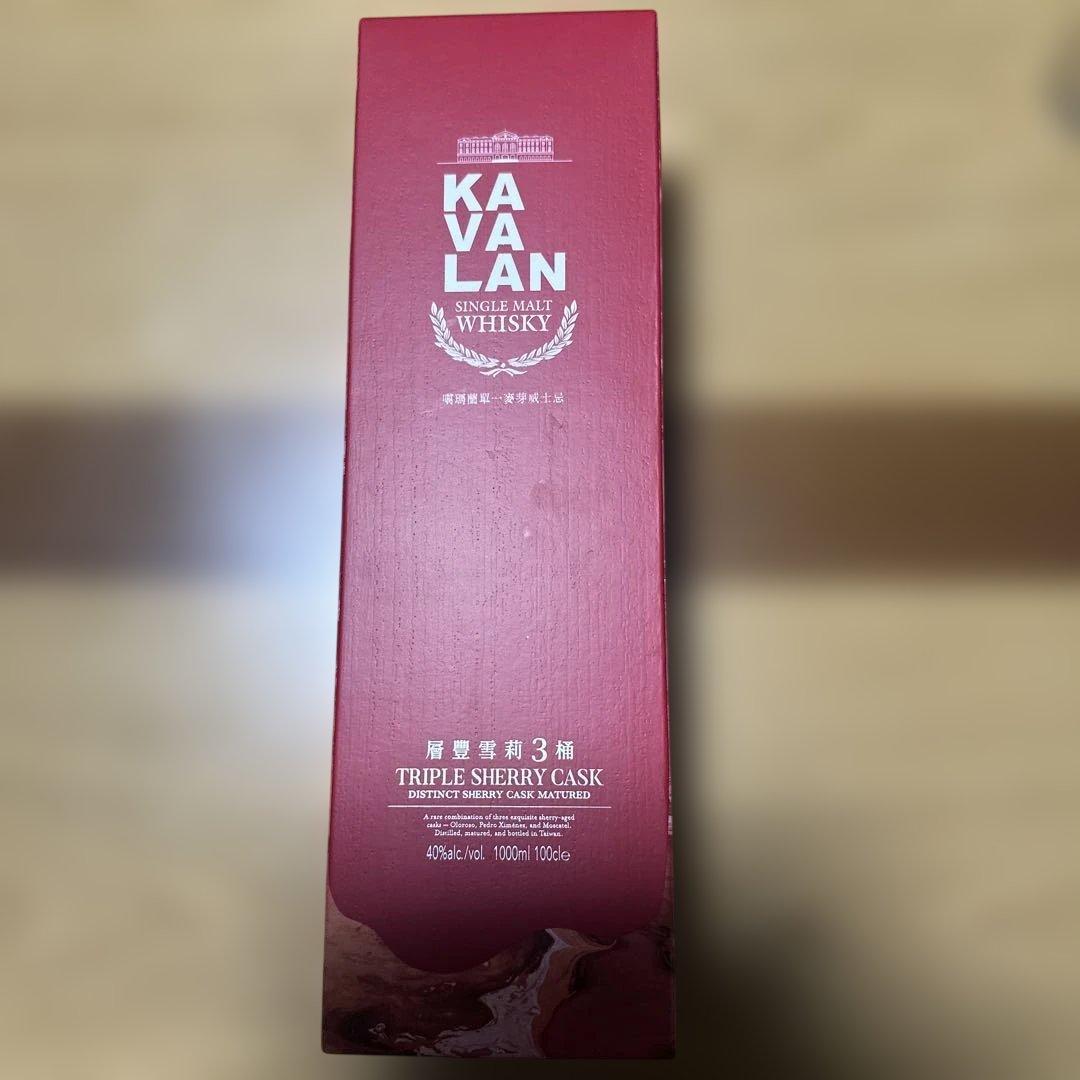 KA
VA
LAN
SINGLE MALT
WHISKY
噶瑪蘭單一麥芽威士忌
層豐雪莉3桶
TRIPLE SHERRY CASK
DISTINCT SHERRY CASK MATURED
A rare combination of three exquisite sherry-aged
casks — Oloroso, Pedro Ximénez, and Moscatel.
Distilled, matured, and bottled in Taiwan.
40%alc./vol. 1000ml 100cl℮